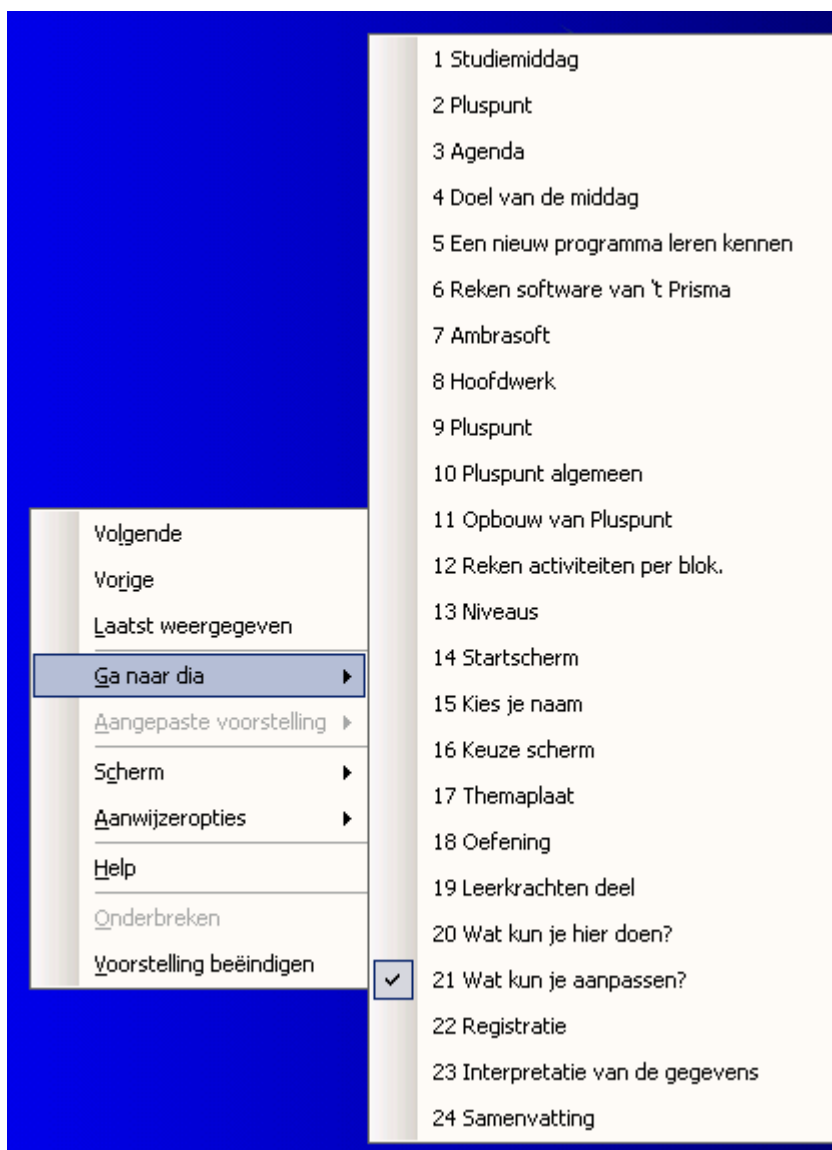 Volgende
Vorige
Laatst weergegeven
Ga naar dia
Aangepaste voorstelling
Scherm
Aanwijzeropties
Help
Onderbreken
Voorstelling beëindigen
1 Studiemiddag
2 Pluspunt
3 Agenda
4 Doel van de middag
5 Een nieuw programma leren kennen
6 Reken software van 't Prisma
7 Ambrasoft
8 Hoofdwerk
9 Pluspunt
10 Pluspunt algemeen
11 Opbouw van Pluspunt
12 Reken activiteiten per blok.
13 Niveaus
14 Startscherm
15 Kies je naam
16 Keuze scherm
17 Themaplaat
18 Oefening
19 Leerkrachten deel
20 Wat kun je hier doen?
21 Wat kun je aanpassen?
22 Registratie
23 Interpretatie van de gegevens
24 Samenvatting